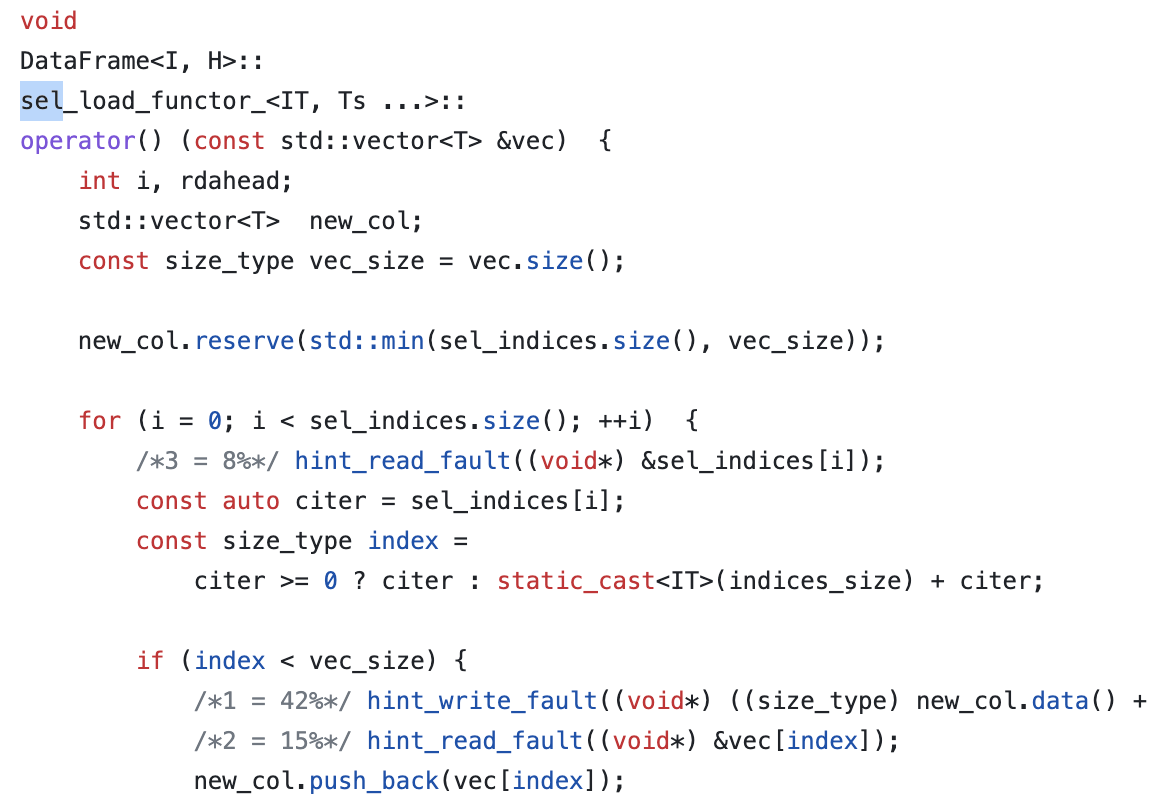 void
DataFrame<I, H>::
sel_load_functor_<IT, Ts ...>::
operator() (const std::vector<T> &vec)  {
    int i, rdahead;
    std::vector<T>  new_col;
    const size_type vec_size = vec.size();

    new_col.reserve(std::min(sel_indices.size(), vec_size));

    for (i = 0; i < sel_indices.size(); ++i)  {
        /*3 = 8%*/ hint_read_fault((void*) &sel_indices[i]);
        const auto citer = sel_indices[i];
        const size_type index =
            citer >= 0 ? citer : static_cast<IT>(indices_size) + citer;

        if (index < vec_size) {
            /*1 = 42%*/ hint_write_fault((void*) ((size_type) new_col.data() +
            /*2 = 15%*/ hint_read_fault((void*) &vec[index]);
            new_col.push_back(vec[index]);